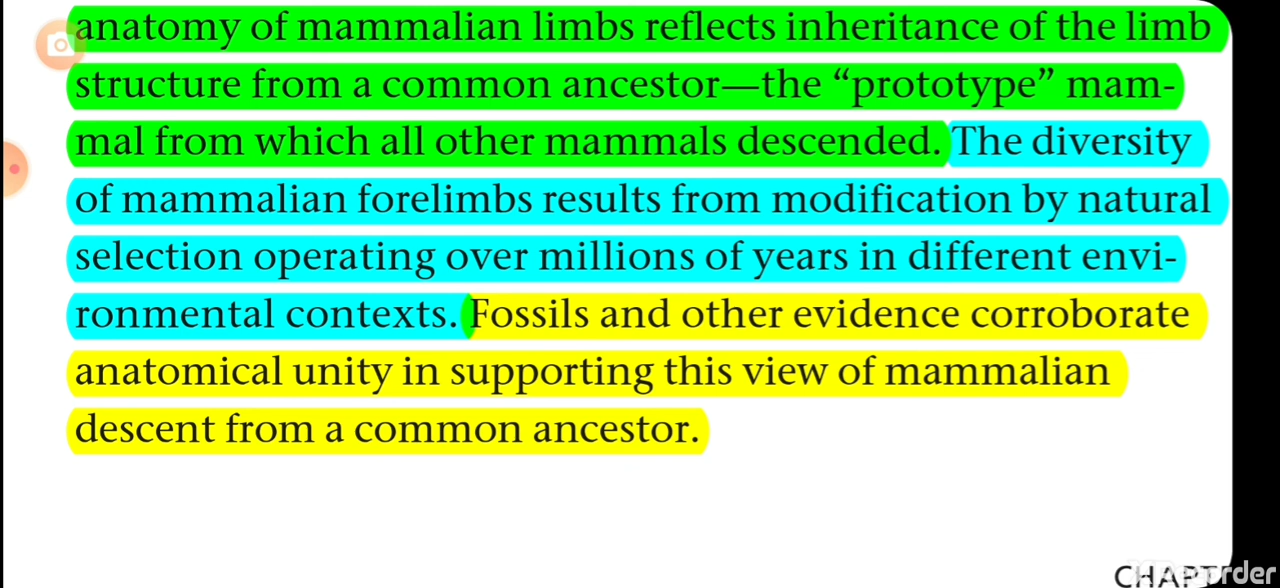 anatomy of mammalian limbs reflects inheritance of the limb
structure from a common ancestor—the “prototype” mam-
mal from which all other mammals descended. The diversity
of mammalian forelimbs results from modification by natural
selection operating over millions of years in different envi-
ronmental contexts. Fossils and other evidence corroborate
anatomical unity in supporting this view of mammalian
descent from a common ancestor.